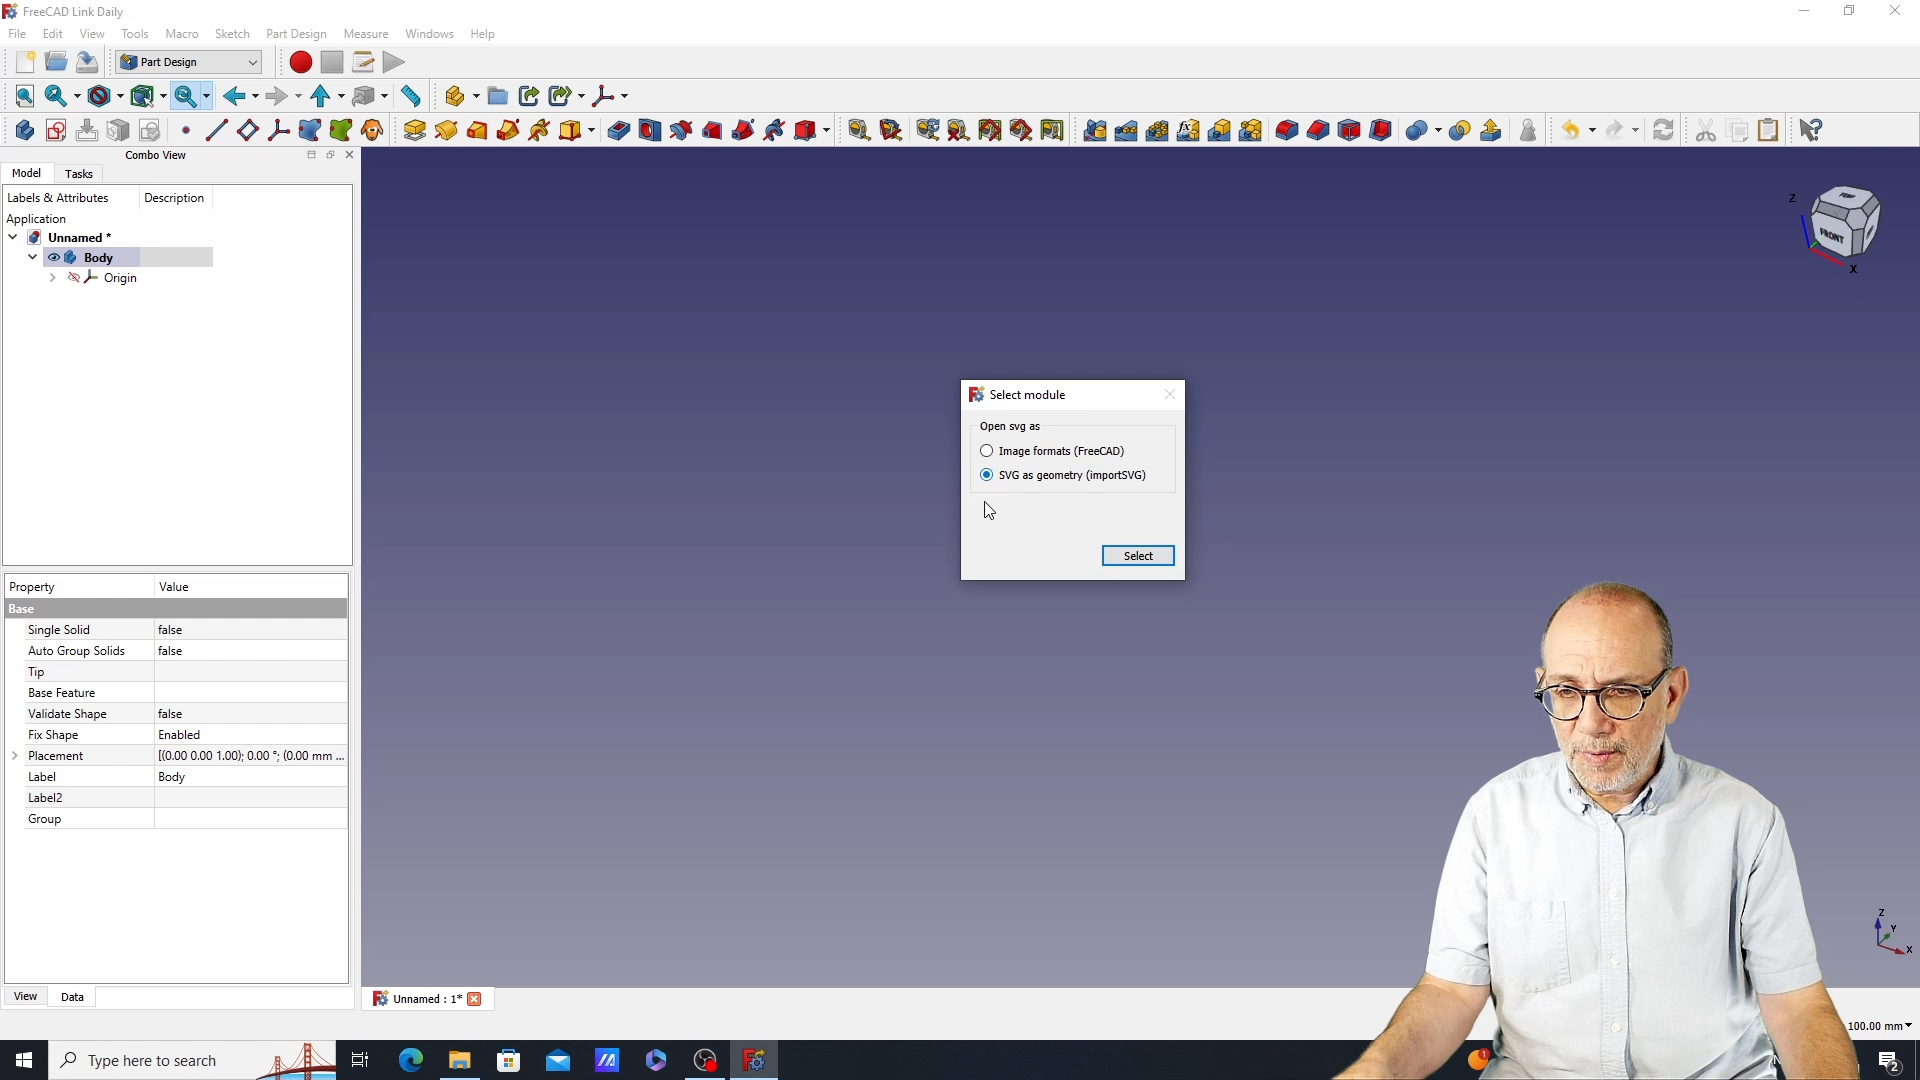 FreeCAD Link Daily
File Edit View Tools Macro Sketch Part Design Measure Windows Help
Part Design
Combo View
Model Tasks
Labels & Attributes Description
Application
Unnamed *
Body
Origin
Z
FRONT
X
Select module
Open svg as
Image formats (FreeCAD)
SVG as geometry (importSVG)
Select
Property Value
Base
Single Solid false
Auto Group Solids false
Tip
Base Feature
Validate Shape false
Fix Shape Enabled
Placement [(0.00 0.00 1.00); 0.00 °; (0.00 mm ...
Label Body
Label2
Group
Z
Y
X
View Data
Unnamed : 1*
100.00 mm
Type here to search
1
2